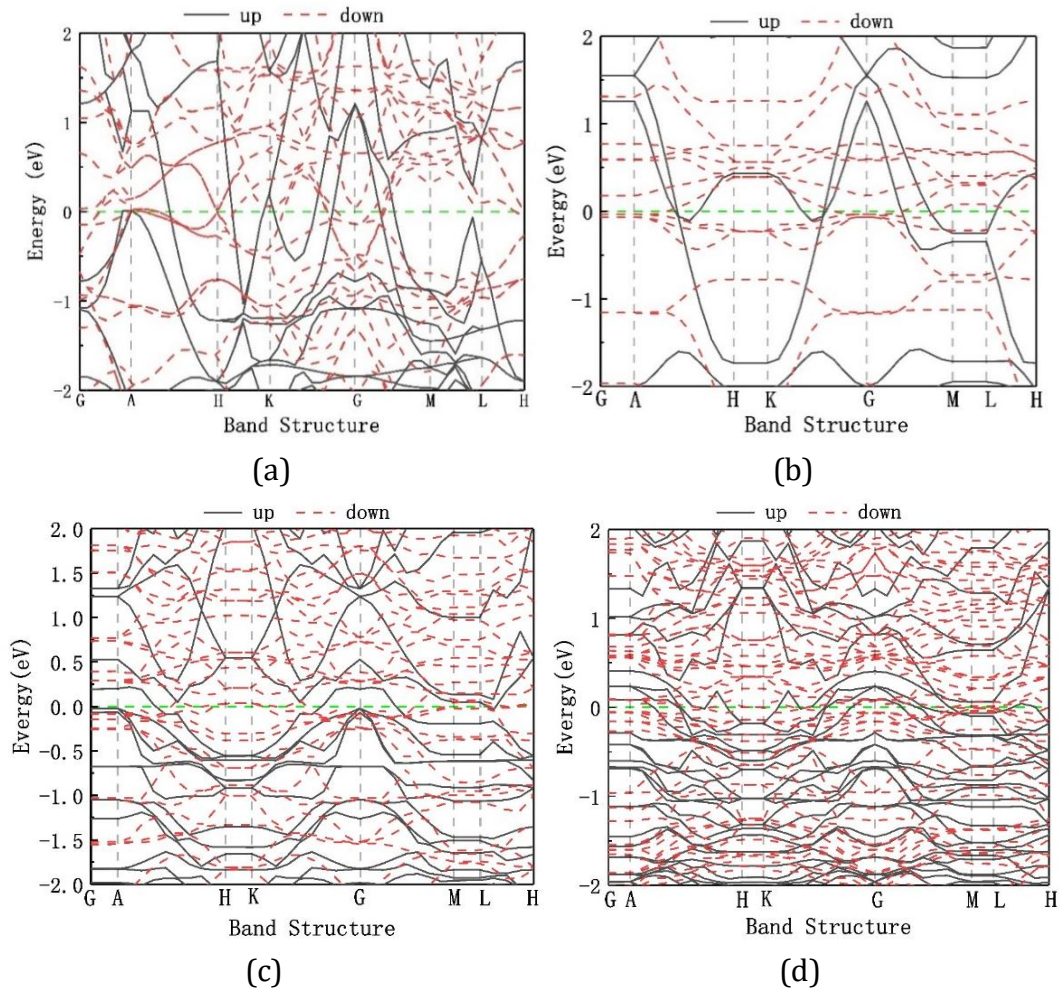 up down
2
1
0
-1
-2
Energy (eV)
G A H K G M L H
Band Structure
(a)
up down
2
1
0
-1
-2
Evergy(eV)
G A H K G M L H
Band Structure
(b)
up down
2.0
1.5
1.0
0.5
0.0
-0.5
-1.0
-1.5
-2.0
Evergy(eV)
G A H K G M L H
Band Structure
(c)
up down
2
1
0
-1
-2
Evergy(eV)
G A H K G M L H
Band Structure
(d)